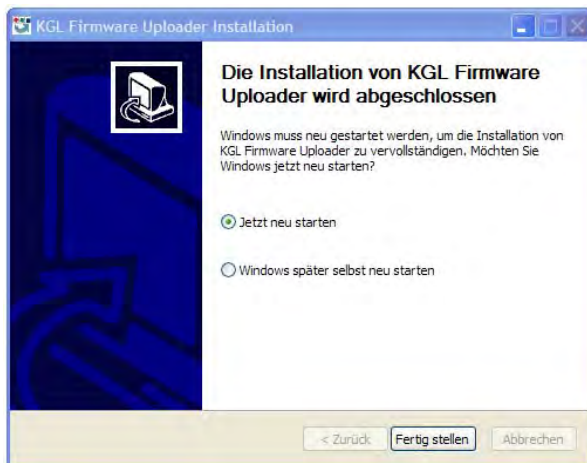 KGL Firmware Uploader Installation
Die Installation von KGL Firmware
Uploader wird abgeschlossen
Windows muss neu gestartet werden, um die Installation von
KGL Firmware Uploader zu vervollständigen. Möchten Sie
Windows jetzt neu starten?
Jetzt neu starten
Windows später selbst neu starten
< Zurück Fertig stellen Abbrechen